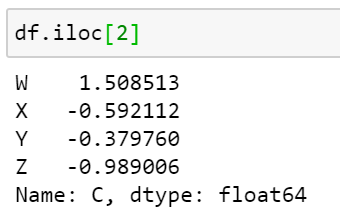 df.iloc[2]
W    1.508513
X   -0.592112
Y   -0.379760
Z   -0.989006
Name: C, dtype: float64